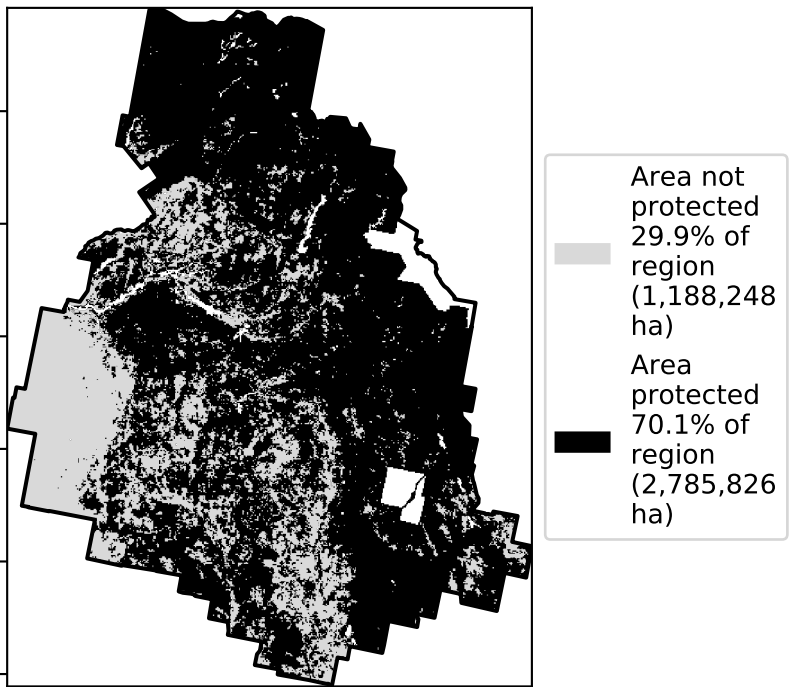 Area not
protected
29.9% of
region
(1,188,248
ha)
Area
protected
70.1% of
region
(2,785,826
ha)